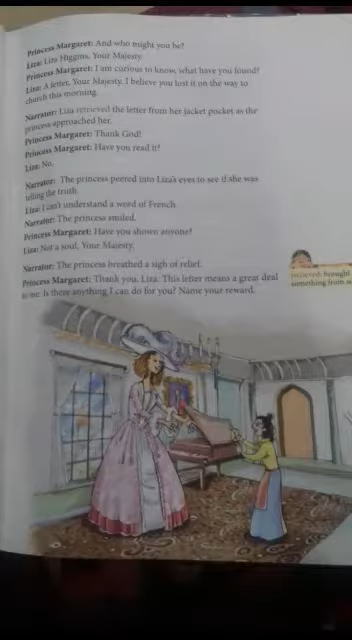 Princess Margaret: And who might you be?
Liza: Liza Higgins, Your Majesty.
Princess Margaret: I am curious to know, what have you found?
Liza: A letter, Your Majesty. I believe you lost it on the way to
church this morning.
Narrator: Liza retrieved the letter from her jacket pocket as the
princess approached her.
Princess Margaret: Thank God!
Princess Margaret: Have you read it?
Liza: No.
Narrator: The princess peered into Liza's eyes to see if she was
telling the truth.
Liza: I can't understand a word of French.
Narrator: The princess smiled.
Princess Margaret: Have you shown anyone?
Liza: Not a soul, Your Majesty.
Narrator: The princess breathed a sigh of relief.
Princess Margaret: Thank you, Liza. This letter means a great deal
to me. Is there anything I can do for you? Name your reward.
retrieved: brought
something from